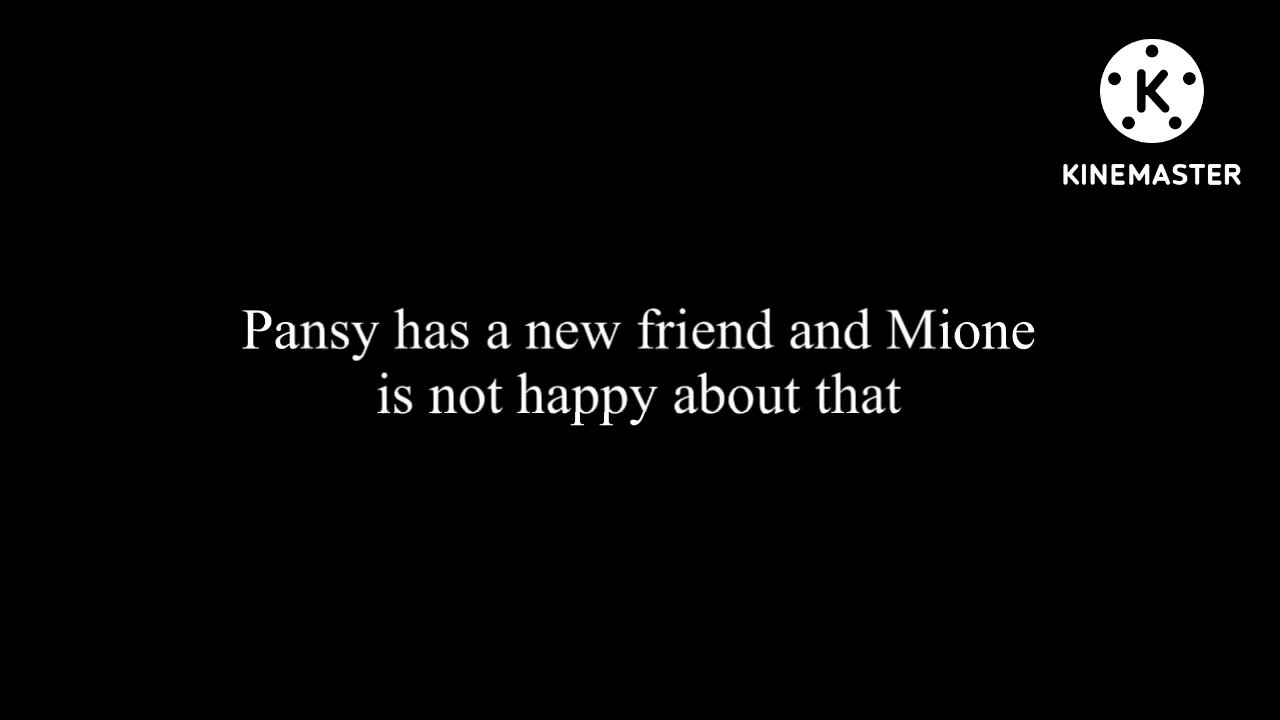 K
KINEMASTER
Pansy has a new friend and Mione
is not happy about that